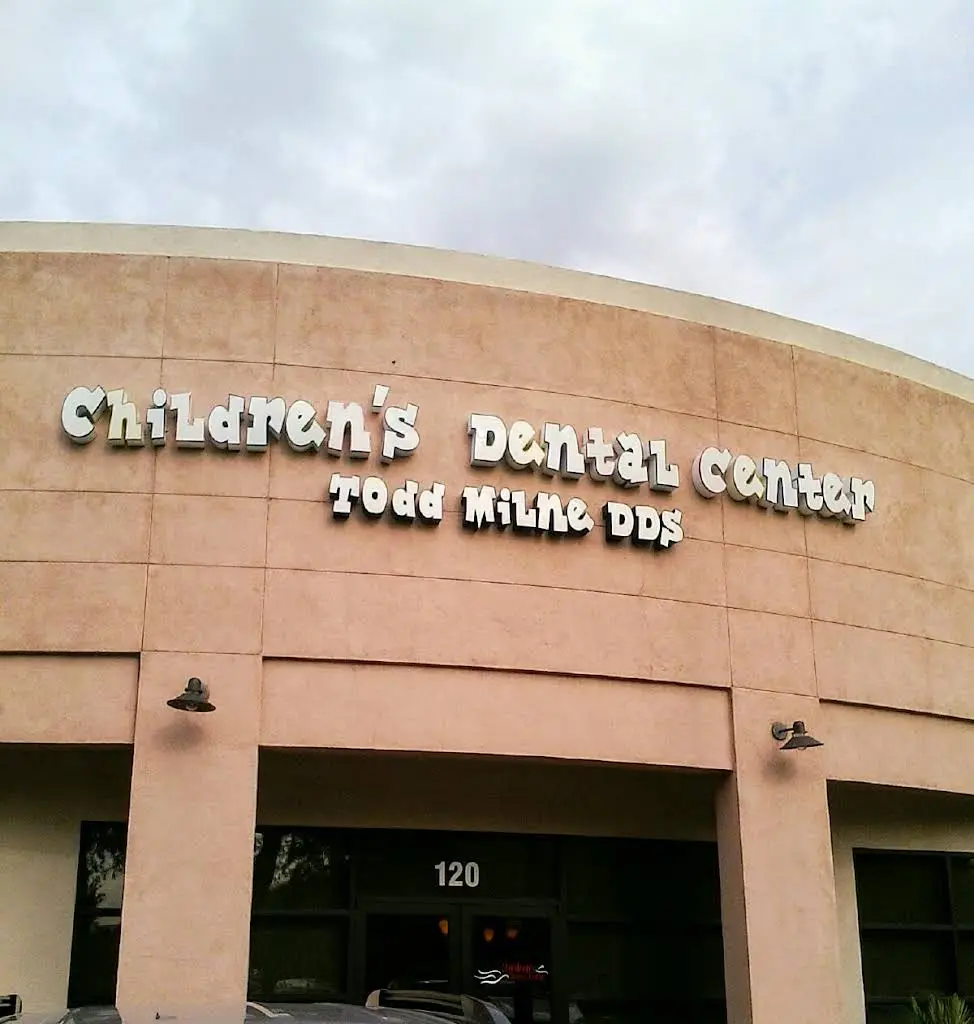 Children's Dental Center
Todd Milne DDS
120